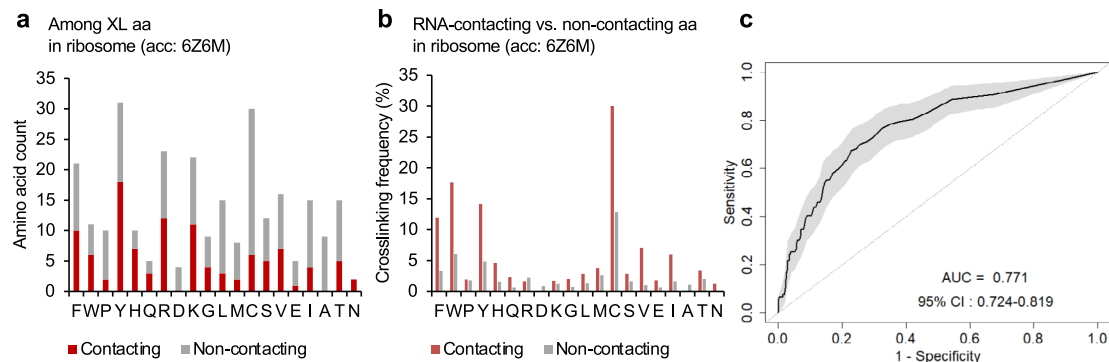 a
Among XL aa
in ribosome (acc: 6Z6M)
Amino acid count
35
30
25
20
15
10
5
0
F W P Y H Q R D K G L M C S V E I A T N
Contacting
Non-contacting
b
RNA-contacting vs. non-contacting aa
in ribosome (acc: 6Z6M)
Crosslinking frequency (%)
35
30
25
20
15
10
5
0
F W P Y H Q R D K G L M C S V E I A T N
Contacting
Non-contacting
c
Sensitivity
1.0
0.8
0.6
0.4
0.2
0.0
AUC = 0.771
95% CI : 0.724-0.819
0.0 0.2 0.4 0.6 0.8 1.0
1 - Specificity